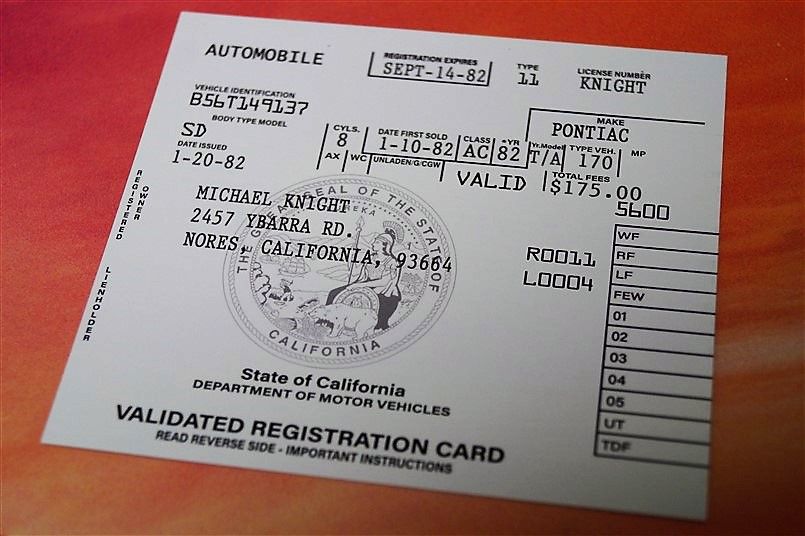 AUTOMOBILE
REGISTRATION EXPIRES
SEPT-14-82
TYPE
11
LICENSE NUMBER
KNIGHT
VEHICLE IDENTIFICATION
B56T149137
BODY TYPE MODEL
SD
DATE ISSUED
1-20-82
CYLS.
8
AX
WC
DATE FIRST SOLD
1-10-82
UNLADEN/G/CGW
CLASS
AC
*YR
82
MAKE
PONTIAC
Yr.Model
T/A
TYPE VEH.
170
MP
VALID
TOTAL FEES
$175.00
5600
REGISTERED OWNER
MICHAEL KNIGHT
2457 YBARRA RD.
NORES, CALIFORNIA, 93664
R0011
L0004
LIENHOLDER
THE GREAT SEAL OF THE STATE OF CALIFORNIA
EUREKA
WF
RF
LF
FEW
01
02
03
04
05
UT
TDF
State of California
DEPARTMENT OF MOTOR VEHICLES
VALIDATED REGISTRATION CARD
READ REVERSE SIDE - IMPORTANT INSTRUCTIONS